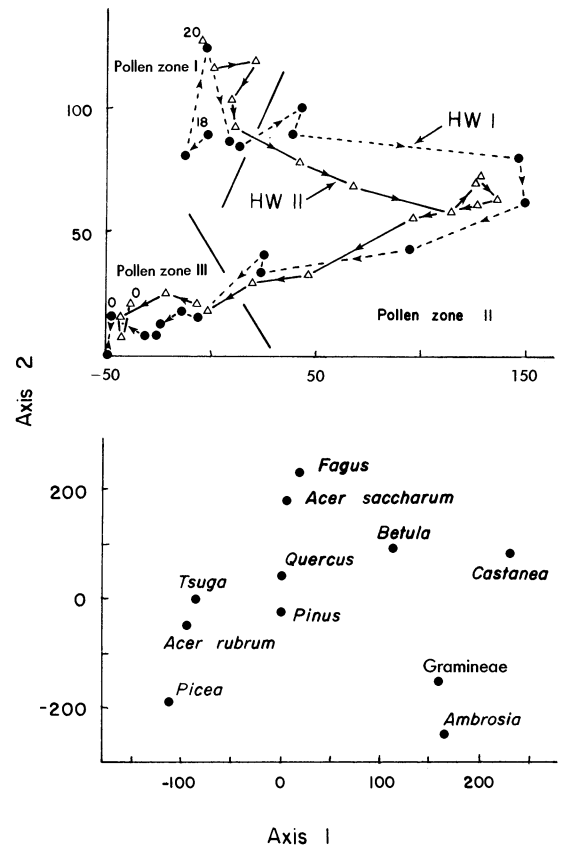 20
Pollen zone I
100
18
HW I
HW II
50
Pollen zone III
0
0
Pollen zone II
-50
50
150
Axis 2
Fagus
200
Acer saccharum
Betula
Quercus
Castanea
Tsuga
0
Pinus
Acer rubrum
Gramineae
Picea
-200
Ambrosia
-100
0
100
200
Axis 1